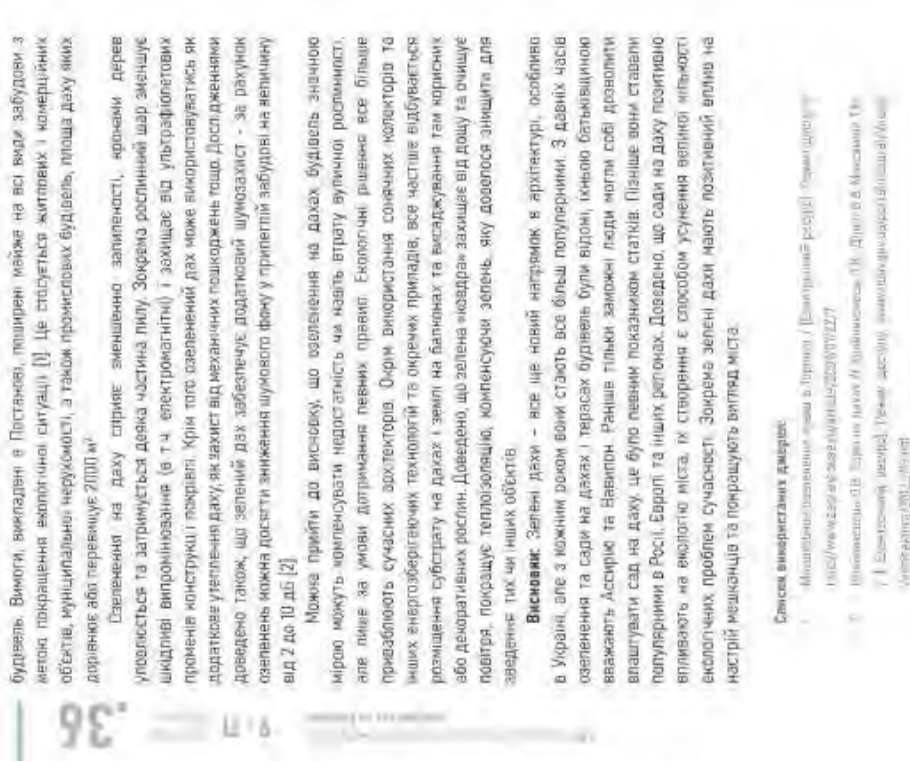 будівель. Вимоги, викладені в Постанові, поширені майже на всі види забудови з
метою покращення екологічної ситуації [1]. Це стосується житлових і комерційних
об'єктів, муніципальної нерухомості, а також промислових будівель, площа даху яких
дорівнює або перевищує 2000 м²
Озеленення на даху сприяє зменшенню запиленості, кронами дерев
уловлюється та затримується деяка частина пилу. Зокрема рослинний шар зменшує
шкідливі випромінювання (в т. ч. електромагнітні) і захищає від ультрафіолетових
променів конструкції і покрівлі. Крім того озеленений дах може використовуватись як
додаткове утеплення даху, як захист від механічних пошкоджень тощо. Дослідженнями
доведено також, що зелений дах забезпечує додатковий шумозахист - за рахунок
озеленень можна досягти зниження шумового фону у прилеглій забудові на величину
від 2 до 10 дБ [2].
Можна прийти до висновку, що озеленення на дахах будівель значною
мірою можуть компенсувати недостатність чи навіть втрату вуличної рослинності,
але лише за умови дотримання певних правил. Екологічні рішення все більше
приваблюють сучасних архітекторів. Окрім використання сонячних колекторів та
інших енергозберігаючих технологій та окремих приладів, все частіше відбувається
розміщення субстрату на дахах і землі на балконах та висаджування там корисних
або декоративних рослин. Доведено, що зелена «ковдра» захищає від дощу та очищує
повітря, покращує теплоізоляцію, компенсуючи зелень, яку довелося знищити для
зведення тих чи інших об'єктів.
Висновки: Зелені дахи – все ще новий напрямок в архітектурі, особливо
в Україні, але з кожним роком вони стають все більш популярними. З давніх часів
озеленення та сади на дахах і терасах будівель були відомі, їхньою батьківщиною
вважають Ассирію та Вавилон. Раніше тільки заможні люди могли собі дозволити
влаштувати сад на даху, це було певним показником статків. Пізніше вони ставали
популярними в Росії, Європі та інших регіонах. Доведено, що сади на даху позитивно
впливають на екологію міста, їх створення є способом усунення великої кількості
екологічних проблем сучасності. Зокрема зелені дахи мають позитивний вплив на
настрій мешканців та покращують вигляд міста.
Список використаних джерел:
36.